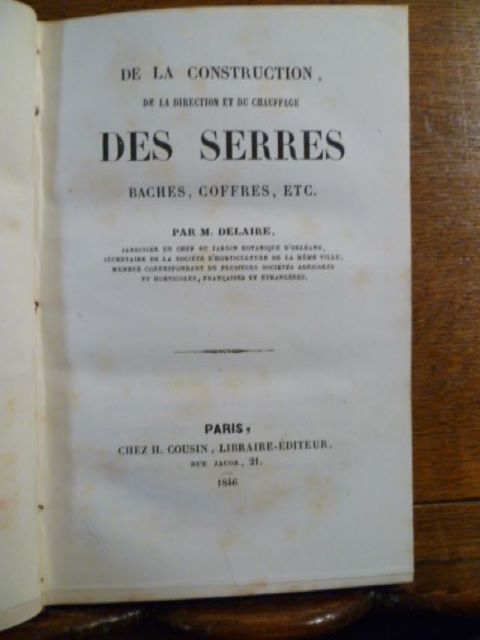 DE LA CONSTRUCTION,
DE LA DIRECTION ET DU CHAUFFAGE
DES SERRES
BACHES, COFFRES, ETC.
PAR M. DELAIRE,
JARDINIER EN CHEF DU JARDIN BOTANIQUE D'ORLÉANS,
SECRÉTAIRE DE LA SOCIÉTÉ D'HORTICULTURE DE LA MÊME VILLE,
MEMBRE CORRESPONDANT DE PLUSIEURS SOCIÉTÉS AGRICOLES
ET HORTICOLES, FRANÇAISES ET ÉTRANGÈRES.
PARIS,
CHEZ H. COUSIN, LIBRAIRE-ÉDITEUR,
RUE JACOB, 21.
1846